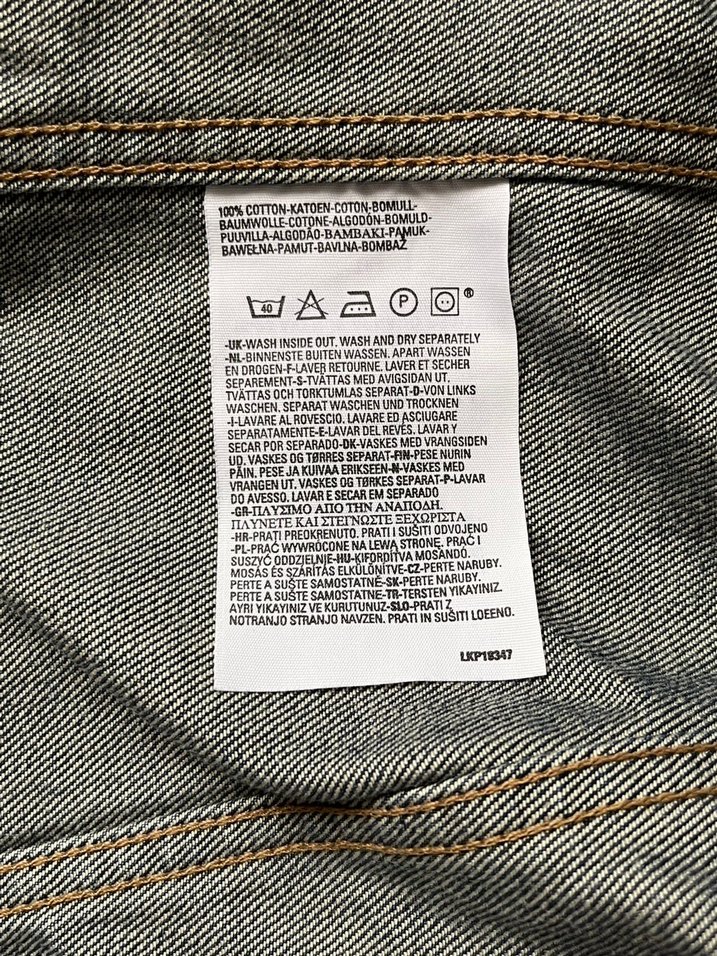 100% COTTON-KATOEN-COTON-BOMULL-
BAUMWOLLE-COTONE-ALGODÓN-BOMULD-
PUUVILLA-ALGODÃO-BAMBAKI-PAMUK-
BAWEŁNA-PAMUT-BAVLNA-BOMBAŽ
40 P ®
-UK-WASH INSIDE OUT. WASH AND DRY SEPARATELY
-NL-BINNENSTE BUITEN WASSEN. APART WASSEN
EN DROGEN-F-LAVER RETOURNE. LAVER ET SECHER
SEPAREMENT-S-TVÄTTAS MED AVIGSIDAN UT.
TVÄTTAS OCH TORKTUMLAS SEPARAT-D-VON LINKS
WASCHEN. SEPARAT WASCHEN UND TROCKNEN
-I-LAVARE AL ROVESCIO. LAVARE ED ASCIUGARE
SEPARATAMENTE-E-LAVAR DEL REVÉS. LAVAR Y
SECAR POR SEPARADO-DK-VASKES MED VRANGSIDEN
UD. VASKES OG TØRRES SEPARAT-FIN-PESE NURIN
PÄIN. PESE JA KUIVAA ERIKSEEN-N-VASKES MED
VRANGEN UT. VASKES OG TØRKES SEPARAT-P-LAVAR
DO AVESSO. LAVAR E SECAR EM SEPARADO
-GR-ΠΛΥΣΙΜΟ ΑΠΟ ΤΗΝ ΑΝΑΠΟΔΗ.
ΠΛΥΝΕΤΕ ΚΑΙ ΣΤΕΓΝΩΣΤΕ ΞΕΧΩΡΙΣΤΑ
-HR-PRATI PREOKRENUTO. PRATI I SUŠITI ODVOJENO
-PL-PRAĆ WYWRÓCONE NA LEWĄ STRONĘ. PRAĆ I
SUSZYĆ ODDZIELNIE-HU-KIFORDÍTVA MOSANDÓ.
MOSÁS ÉS SZÁRÍTÁS ELKÜLÖNÍTVE-CZ-PERTE NARUBY.
PERTE A SUŠTE SAMOSTATNĚ-SK-PERTE NARUBY.
PERTE A SUŠTE SAMOSTATNE-TR-TERSTEN YIKAYINIZ.
AYRI YIKAYINIZ VE KURUTUNUZ-SLO-PRATI Z
NOTRANJO STRANJO NAVZEN. PRATI IN SUŠITI LOEENO.
LKP18347